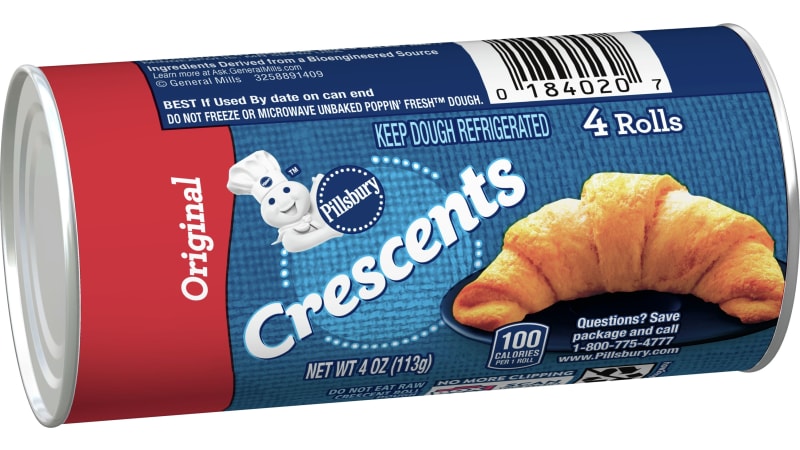 Ingredients Derived from a Bioengineered Source
Learn more at Ask.GeneralMills.com
© General Mills 3258891409
BEST If Used By date on can end
DO NOT FREEZE OR MICROWAVE UNBAKED POPPIN' FRESH™ DOUGH.
0 184020 7
KEEP DOUGH REFRIGERATED
4 Rolls
Original
TM
Pillsbury
Crescents
NET WT 4 OZ (113g)
100
CALORIES
PER 1 ROLL
Questions? Save
package and call
1-800-775-4777
www.Pillsbury.com
DO NOT EAT RAW
CRESCENT ROLL
NO MORE CLIPPING
SCAN